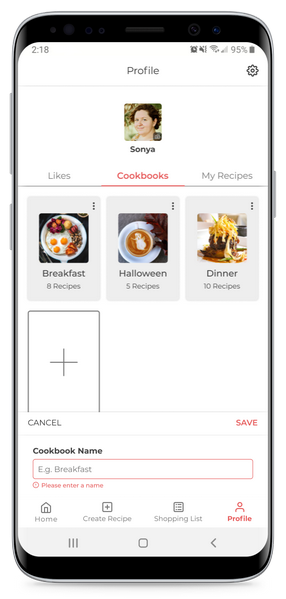 2:18 95%
Profile
Sonya
Likes Cookbooks My Recipes
Breakfast Halloween Dinner
8 Recipes 5 Recipes 10 Recipes
CANCEL SAVE
Cookbook Name
E.g. Breakfast
Please enter a name
Home Create Recipe Shopping List Profile